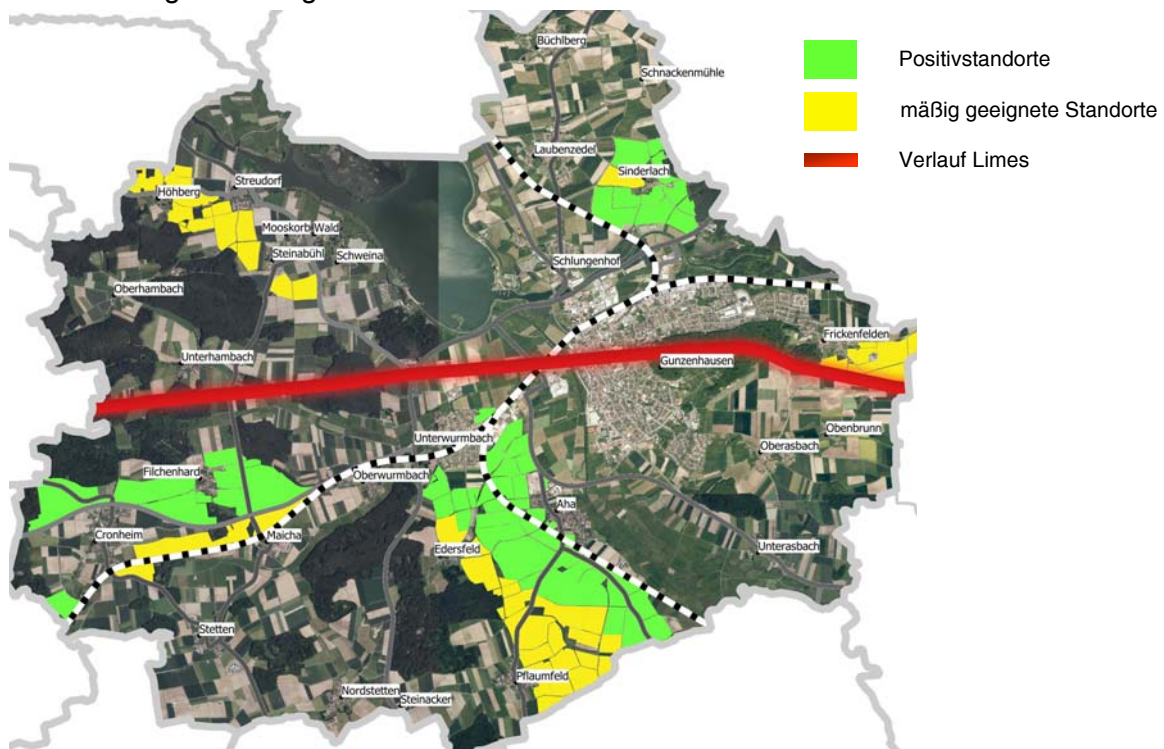 Büchlberg
Schnackenmühle
Laubenzedel
Sinderlach
Streudorf
Höhberg
Mooskorb Wald
Steinabühl
Schweina
Schlungenhof
Oberhambach
Frickenfelden
Unterhambach
Gunzenhausen
Obenbrunn
Unterwurmbach
Oberasbach
Filchenhard
Oberwurmbach
Aha
Cronheim
Maicha
Edersfeld
Unterasbach
Stetten
Pflaumfeld
Nordstetten
Steinacker
Positivstandorte
mäßig geeignete Standorte
Verlauf Limes